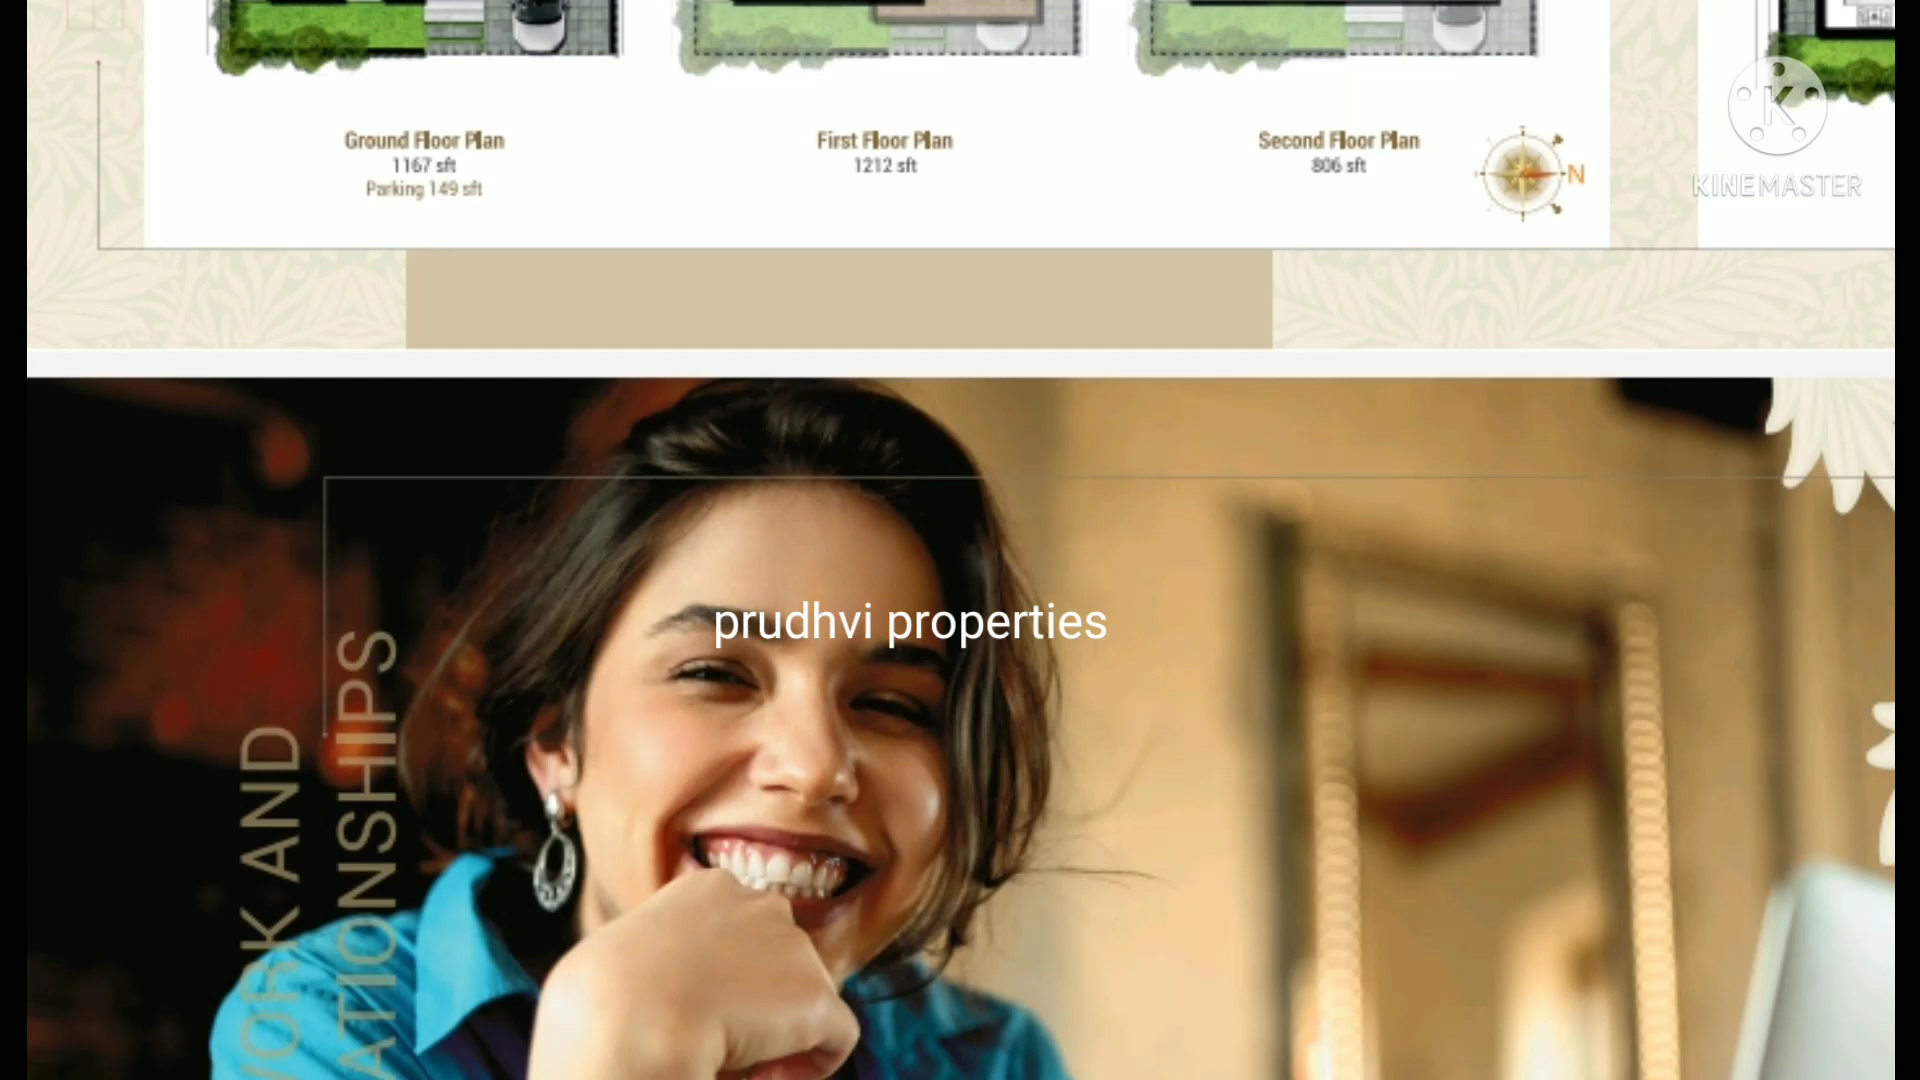 Ground Floor Plan
1167 sft
Parking 149 sft
First Floor Plan
1212 sft
Second Floor Plan
806 sft
N
K
KINEMASTER
prudhvi properties
ORK AND
ATIONSHIPS